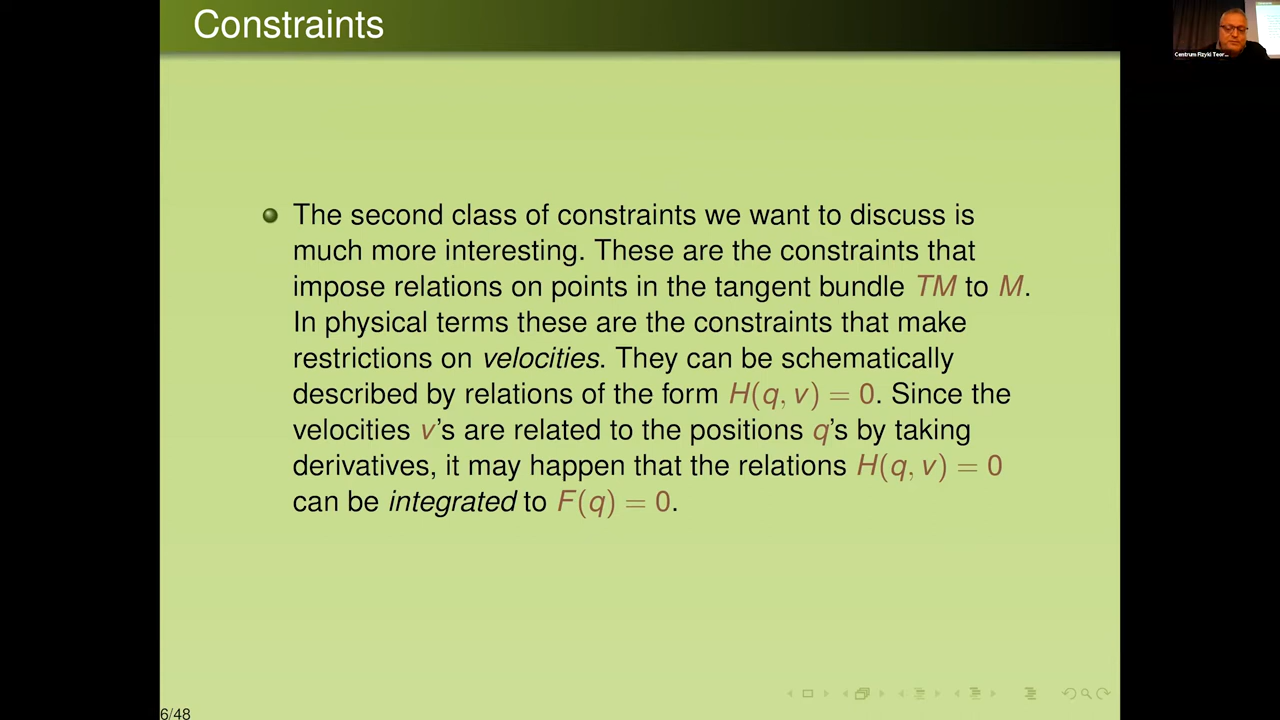 Constraints
Centrum Fizyki Teor...
The second class of constraints we want to discuss is
much more interesting. These are the constraints that
impose relations on points in the tangent bundle TM to M.
In physical terms these are the constraints that make
restrictions on velocities. They can be schematically
described by relations of the form H(q, v) = 0. Since the
velocities v's are related to the positions q's by taking
derivatives, it may happen that the relations H(q, v) = 0
can be integrated to F(q) = 0.
6/48